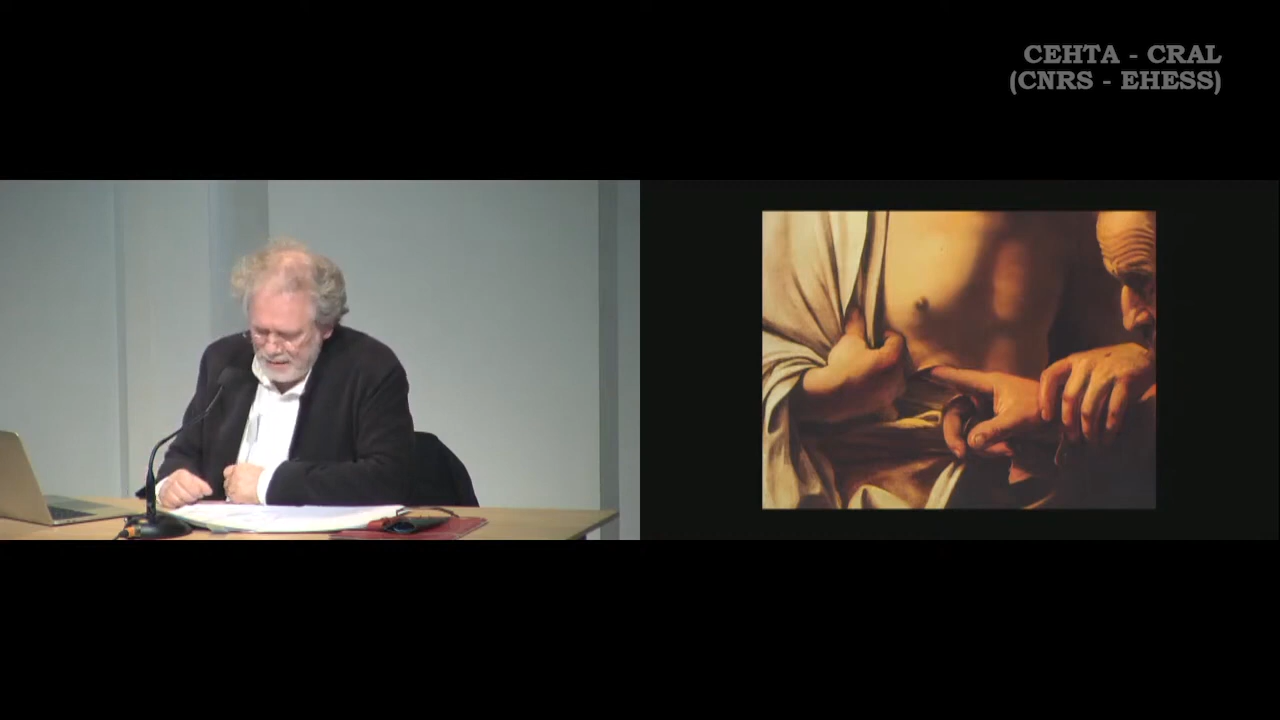 CEHTA - CRAL
(CNRS - EHESS)